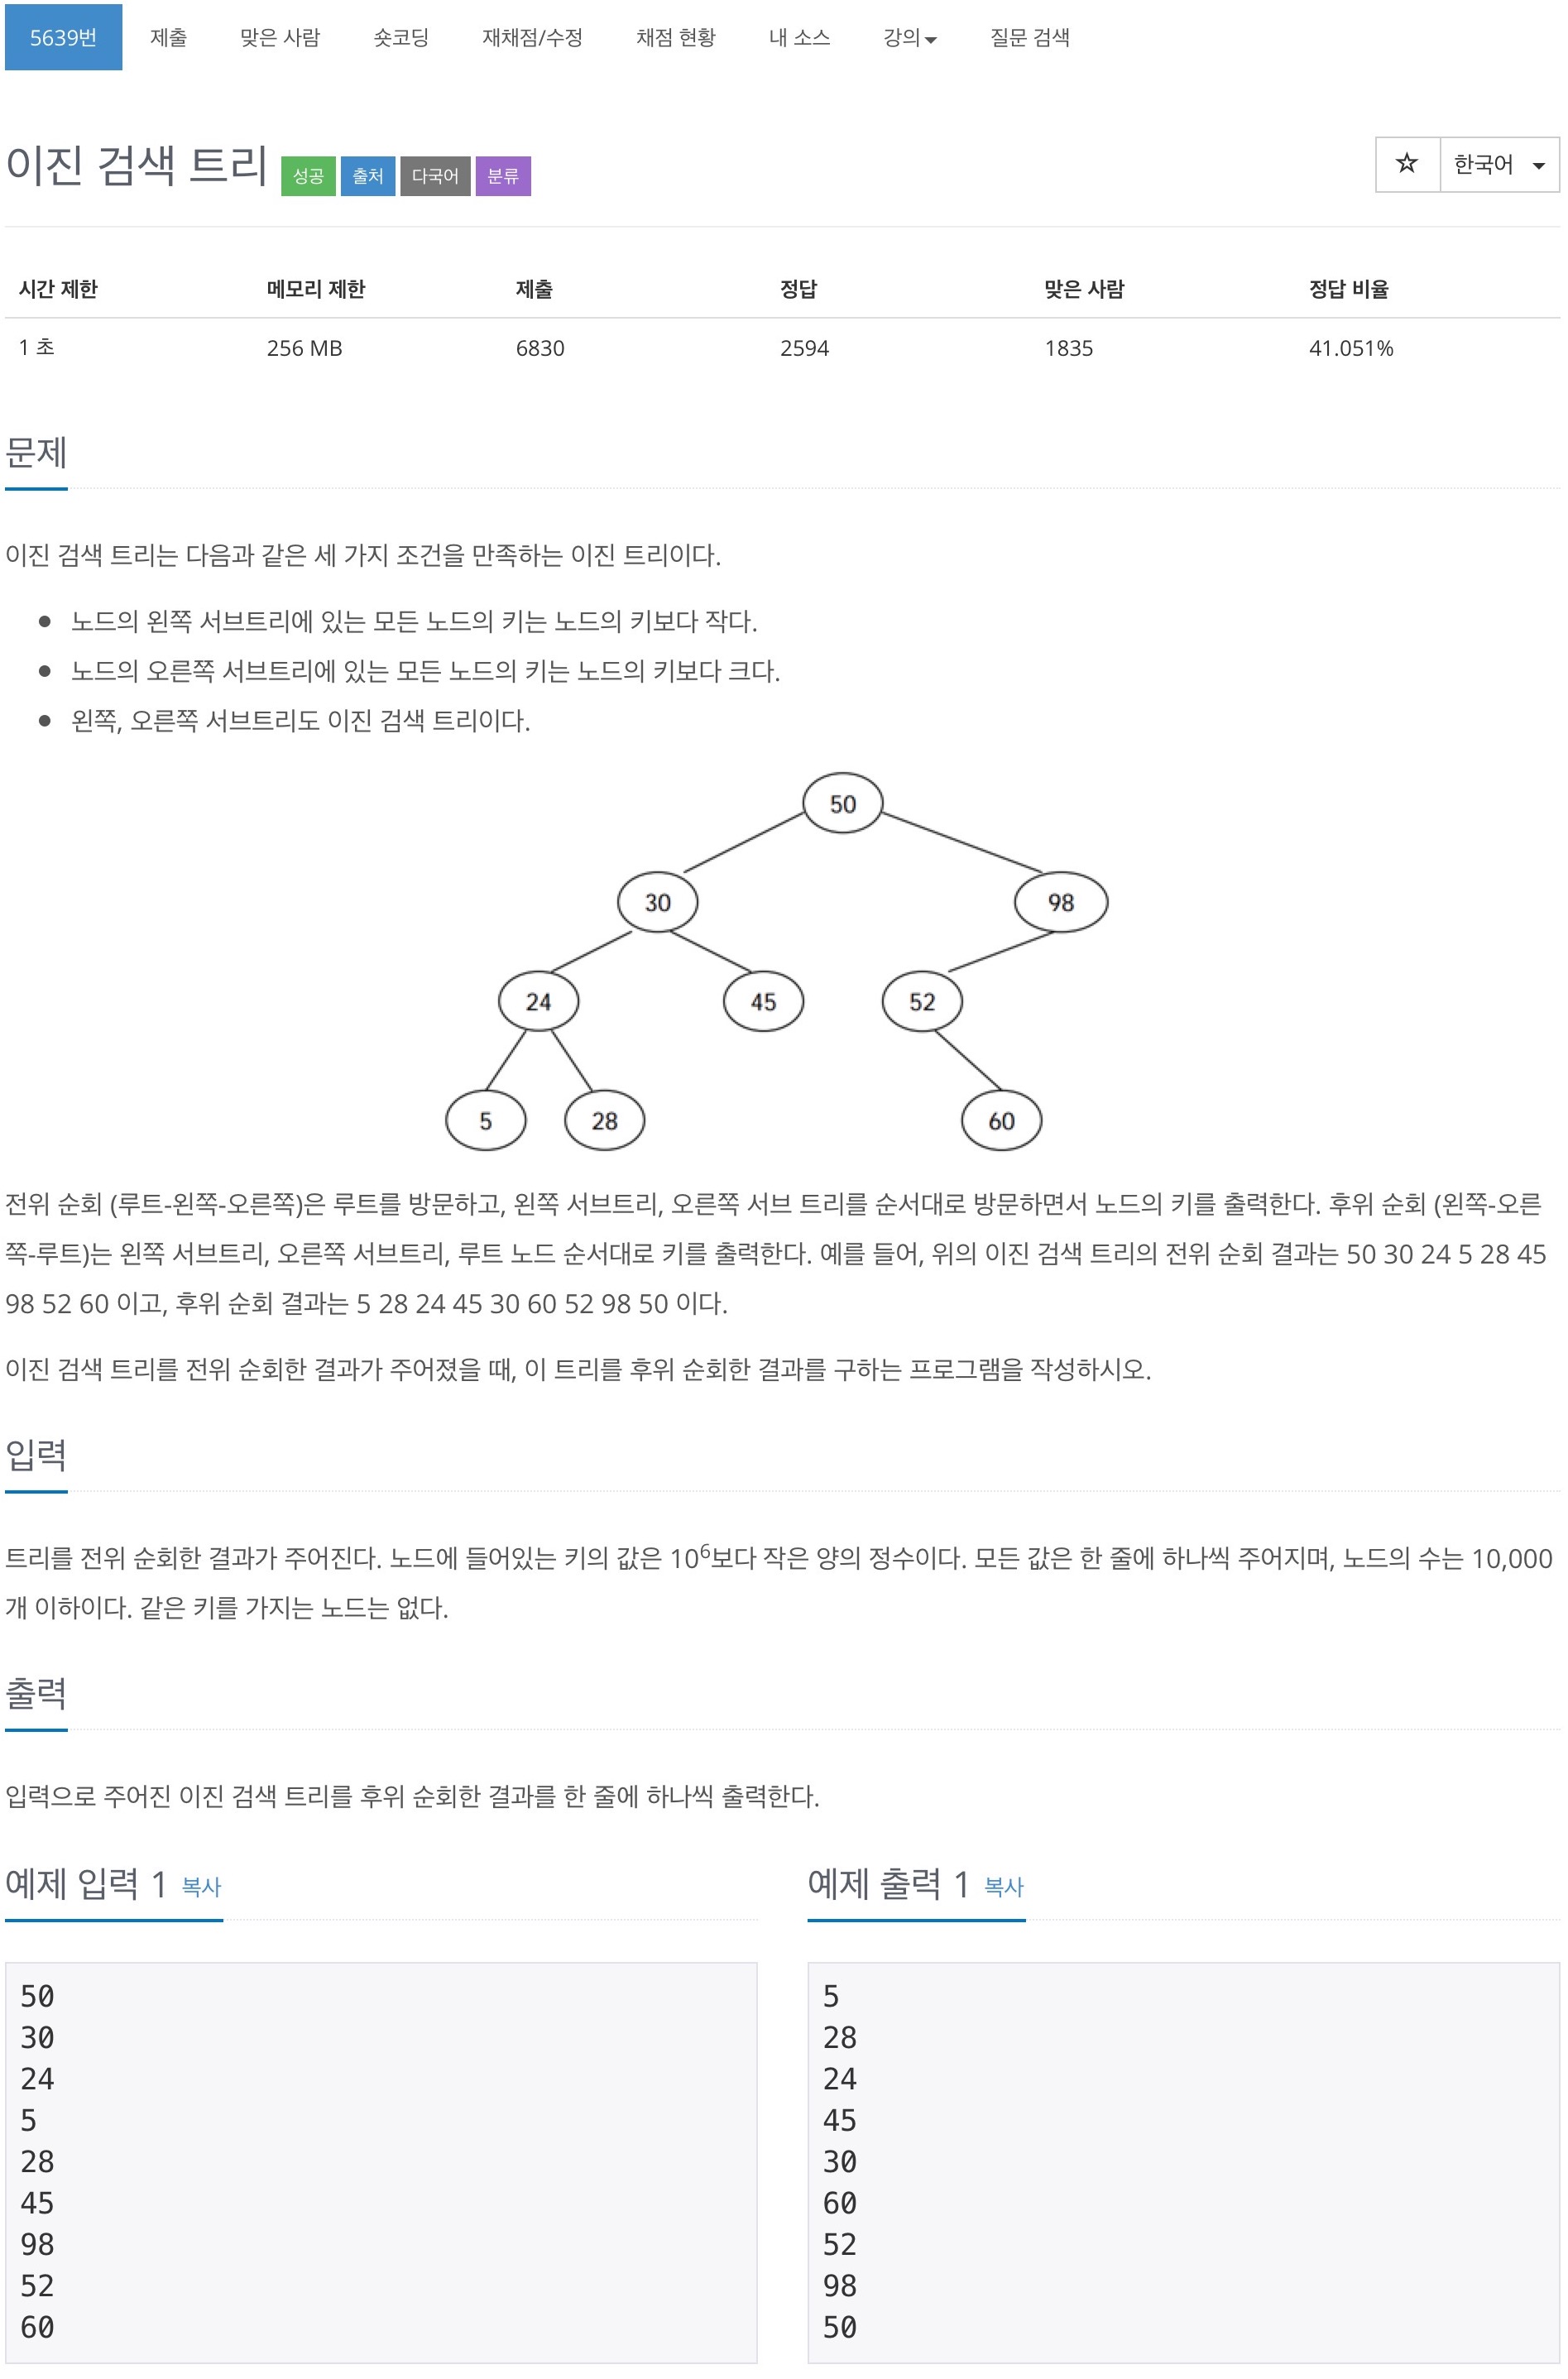 5639번 제출 맞은 사람 숏코딩 재채점/수정 채점 현황 내 소스 강의 질문 검색
이진 검색 트리 성공 출처 다국어 분류 한국어
시간 제한 메모리 제한 제출 정답 맞은 사람 정답 비율
1 초 256 MB 6830 2594 1835 41.051%
문제
이진 검색 트리는 다음과 같은 세 가지 조건을 만족하는 이진 트리이다.
노드의 왼쪽 서브트리에 있는 모든 노드의 키는 노드의 키보다 작다.
노드의 오른쪽 서브트리에 있는 모든 노드의 키는 노드의 키보다 크다.
왼쪽, 오른쪽 서브트리도 이진 검색 트리이다.
50
30 98
24 45 52
5 28 60
전위 순회 (루트-왼쪽-오른쪽)은 루트를 방문하고, 왼쪽 서브트리, 오른쪽 서브 트리를 순서대로 방문하면서 노드의 키를 출력한다. 후위 순회 (왼쪽-오른
쪽-루트)는 왼쪽 서브트리, 오른쪽 서브트리, 루트 노드 순서대로 키를 출력한다. 예를 들어, 위의 이진 검색 트리의 전위 순회 결과는 50 30 24 5 28 45
98 52 60 이고, 후위 순회 결과는 5 28 24 45 30 60 52 98 50 이다.
이진 검색 트리를 전위 순회한 결과가 주어졌을 때, 이 트리를 후위 순회한 결과를 구하는 프로그램을 작성하시오.
입력
트리를 전위 순회한 결과가 주어진다. 노드에 들어있는 키의 값은 10⁶보다 작은 양의 정수이다. 모든 값은 한 줄에 하나씩 주어지며, 노드의 수는 10,000
개 이하이다. 같은 키를 가지는 노드는 없다.
출력
입력으로 주어진 이진 검색 트리를 후위 순회한 결과를 한 줄에 하나씩 출력한다.
예제 입력 1 복사
50
30
24
5
28
45
98
52
60
예제 출력 1 복사
5
28
24
45
30
60
52
98
50